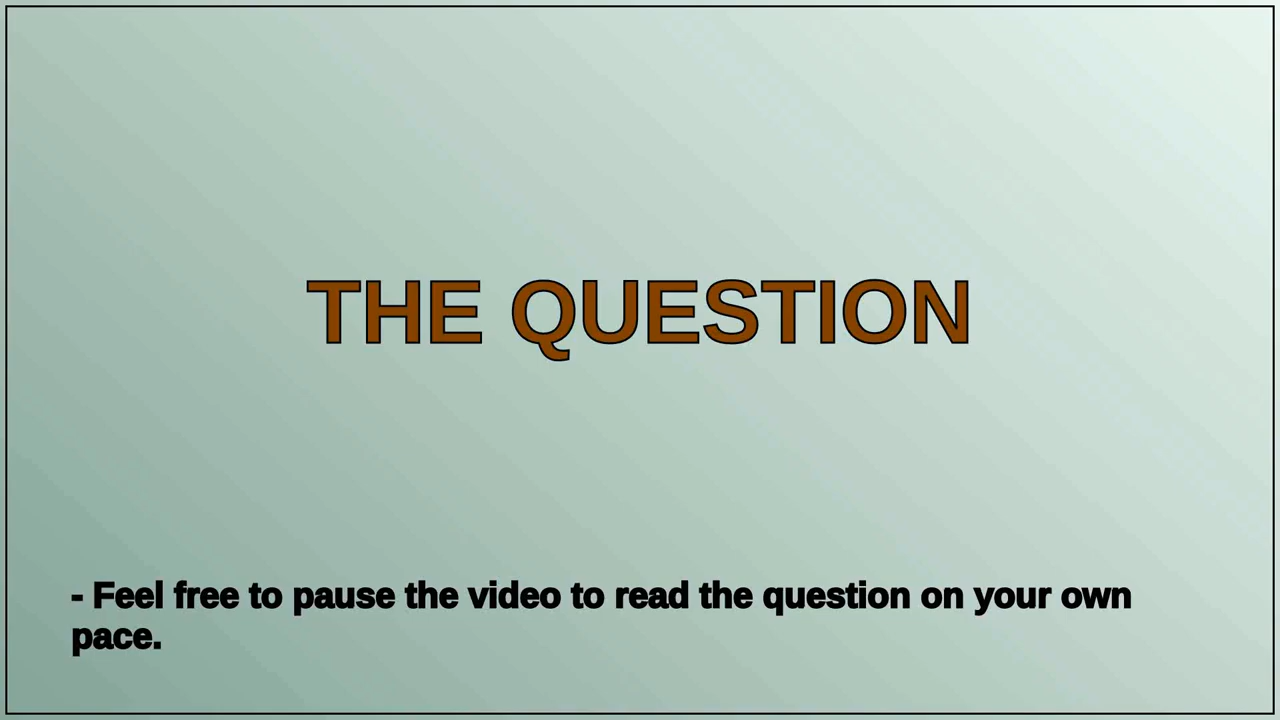 THE QUESTION
- Feel free to pause the video to read the question on your own
pace.